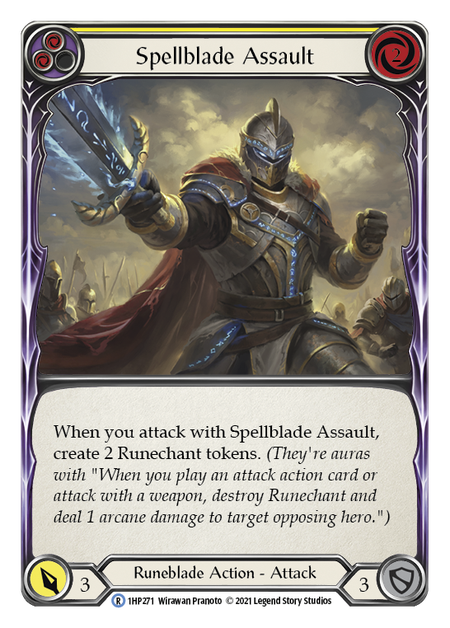 Spellblade Assault
2
When you attack with Spellblade Assault,
create 2 Runechant tokens. (They're auras
with "When you play an attack action card or
attack with a weapon, destroy Runechant and
deal 1 arcane damage to target opposing hero.")
3
Runeblade Action - Attack
3
R 1HP271 Wirawan Pranoto © 2021 Legend Story Studios